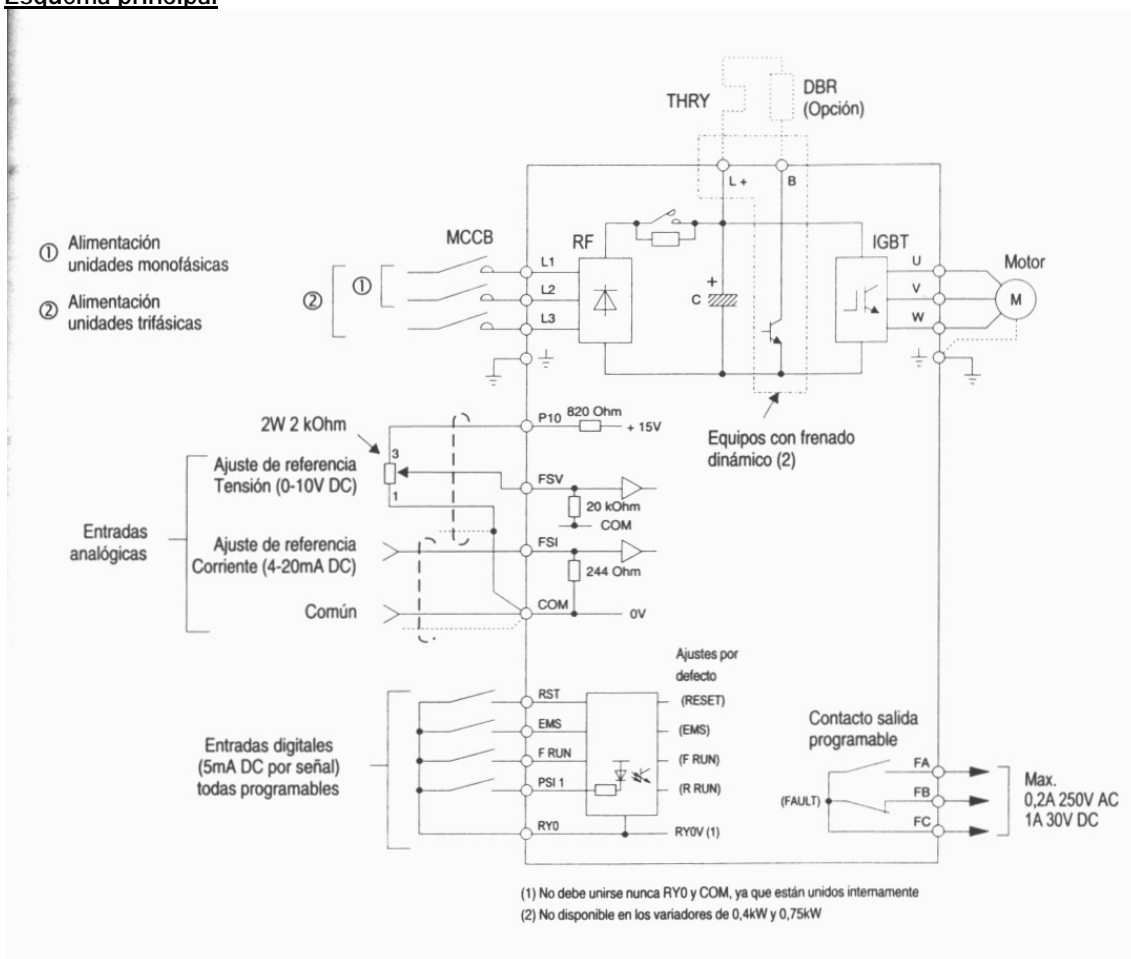 Esquema principal
THRY
DBR
(Opción)
L +
B
① Alimentación
unidades monofásicas
② Alimentación
unidades trifásicas
②
①
MCCB
L1
L2
L3
RF
+
C
IGBT
U
V
W
Motor
M
Equipos con frenado
dinámico (2)
2W 2 kOhm
3
1
P10
820 Ohm
+ 15V
Ajuste de referencia
Tensión (0-10V DC)
FSV
20 kOhm
COM
Entradas
analógicas
Ajuste de referencia
Corriente (4-20mA DC)
FSI
244 Ohm
Común
COM
0V
Ajustes por
defecto
Entradas digitales
(5mA DC por señal)
todas programables
RST
(RESET)
EMS
(EMS)
F RUN
(F RUN)
PSI 1
(R RUN)
RY0
RY0V (1)
Contacto salida
programable
(FAULT)
FA
FB
FC
Max.
0,2A 250V AC
1A 30V DC
(1) No debe unirse nunca RY0 y COM, ya que están unidos internamente
(2) No disponible en los variadores de 0,4kW y 0,75kW